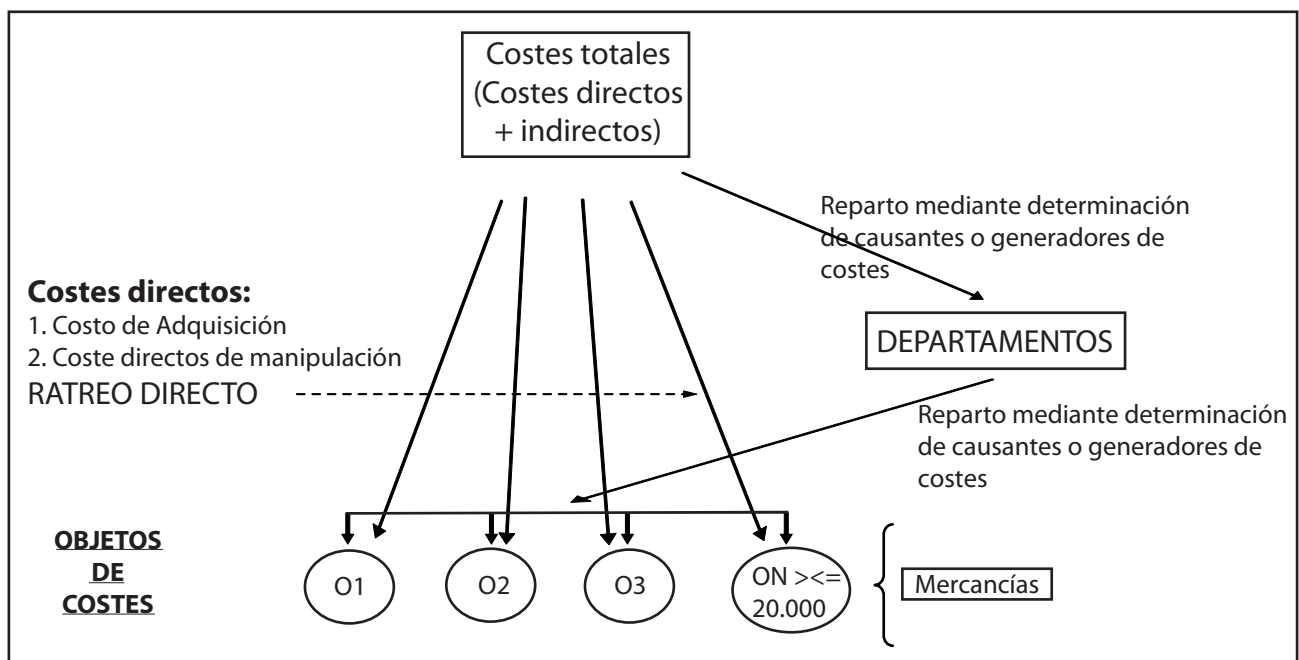 Costes totales
(Costes directos
+ indirectos)
Reparto mediante determinación
de causantes o generadores de
costes
Costes directos:
1. Costo de Adquisición
2. Coste directos de manipulación
RATREO DIRECTO
DEPARTAMENTOS
Reparto mediante determinación
de causantes o generadores de
costes
OBJETOS
DE
COSTES
O1
O2
O3
ON ><=
20.000
Mercancías